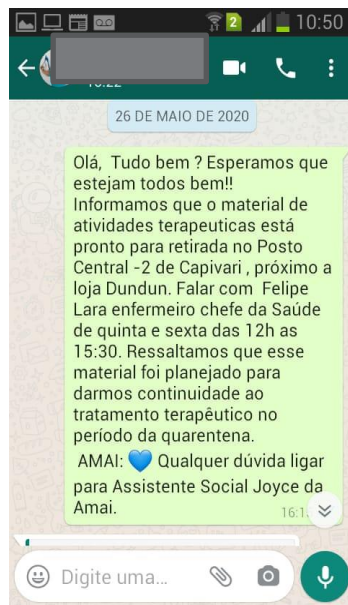 2 10:50
26 DE MAIO DE 2020
Olá, Tudo bem ? Esperamos que
estejam todos bem!!
Informamos que o material de
atividades terapeuticas está
pronto para retirada no Posto
Central -2 de Capivari , próximo a
loja Dundun. Falar com Felipe
Lara enfermeiro chefe da Saúde
de quinta e sexta das 12h as
15:30. Ressaltamos que esse
material foi planejado para
darmos continuidade ao
tratamento terapêutico no
período da quarentena.
AMAI: 💙 Qualquer dúvida ligar
para Assistente Social Joyce da
Amai.
Digite uma...